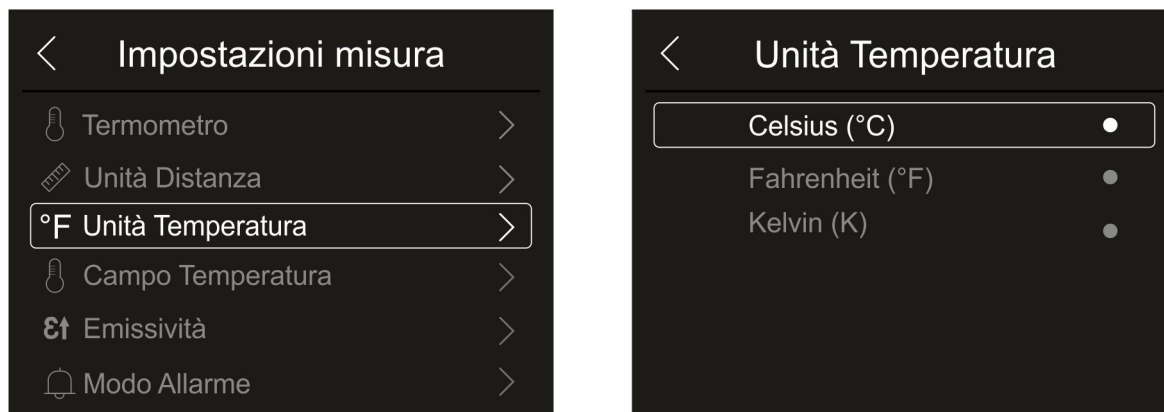 Impostazioni misura
Termometro
Unità Distanza
°F Unità Temperatura
Campo Temperatura
Ɛ↑ Emissività
Modo Allarme
Unità Temperatura
Celsius (°C)
Fahrenheit (°F)
Kelvin (K)